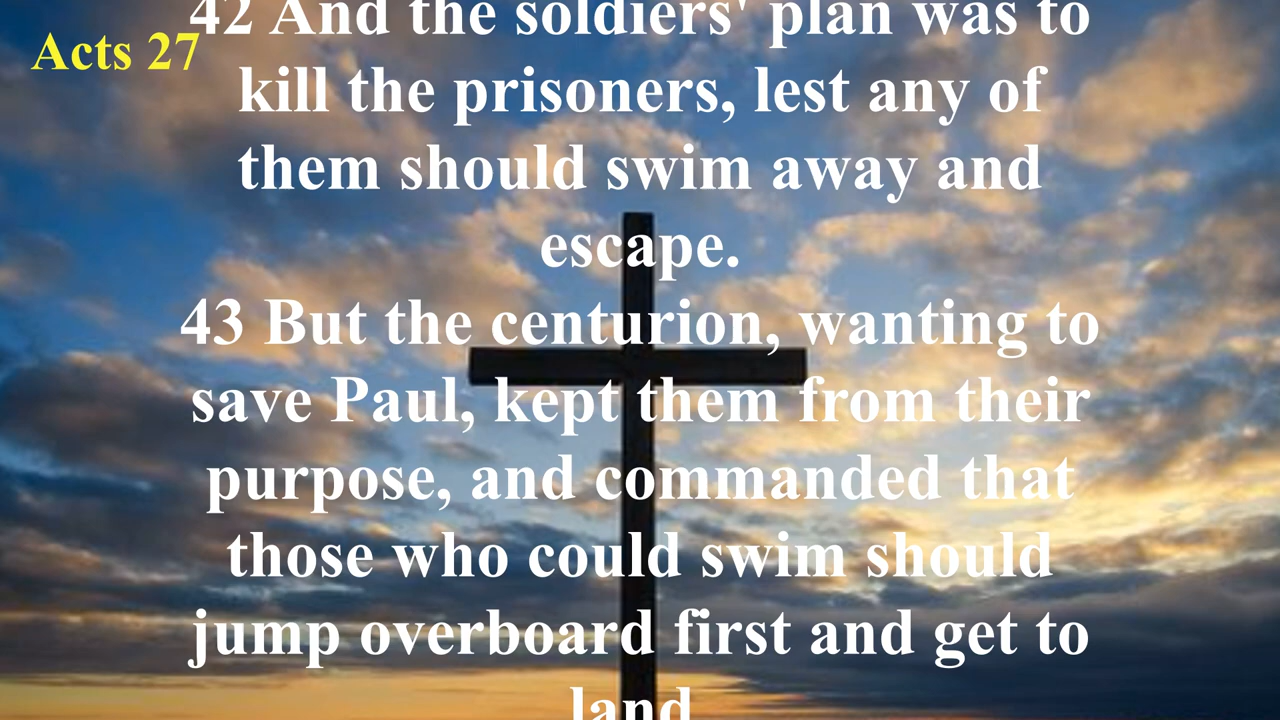 Acts 27
42 And the soldiers' plan was to
kill the prisoners, lest any of
them should swim away and
escape.
43 But the centurion, wanting to
save Paul, kept them from their
purpose, and commanded that
those who could swim should
jump overboard first and get to
land